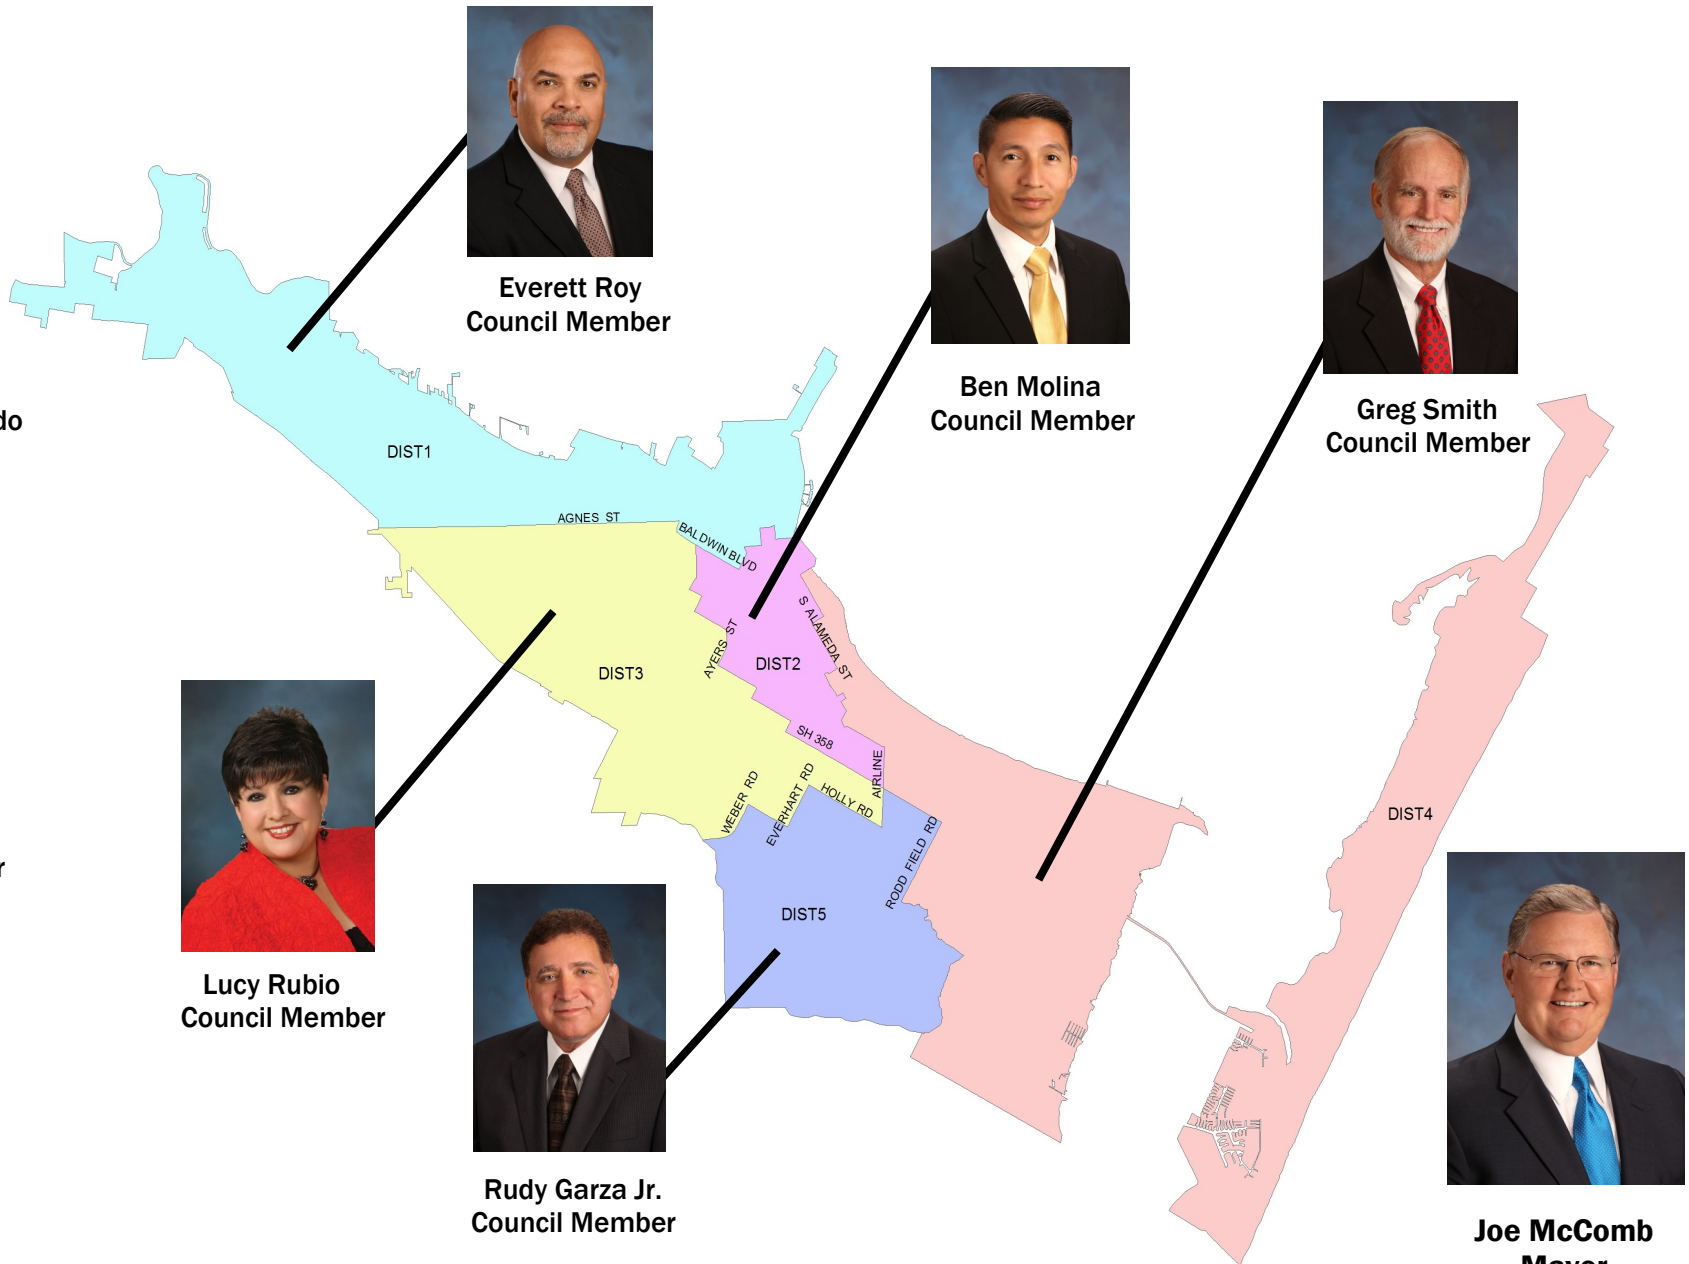 Everett Roy
Council Member
Ben Molina
Council Member
Greg Smith
Council Member
do
DIST1
AGNES ST
BALDWIN BLVD
S ALAMEDA ST
AYERS ST
DIST2
DIST3
SH 358
AIRLINE
WEBER RD
EVERHART RD
HOLLY RD
RODD FIELD RD
DIST4
r
DIST5
Lucy Rubio
Council Member
Rudy Garza Jr.
Council Member
Joe McComb
Mayor